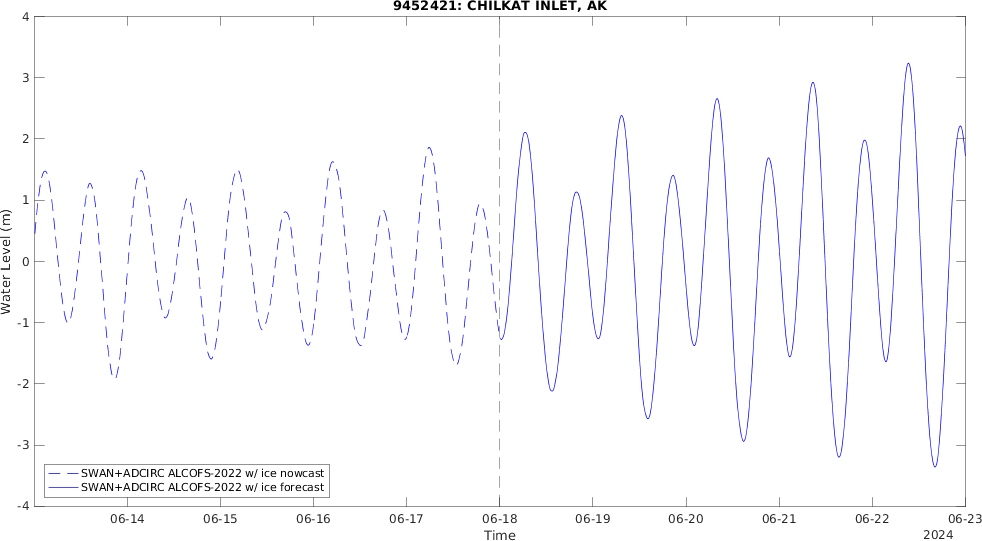 9452421: CHILKAT INLET, AK
Water Level (m)
4
3
2
1
0
-1
-2
-3
-4
SWAN+ADCIRC ALCOFS-2022 w/ ice nowcast
SWAN+ADCIRC ALCOFS-2022 w/ ice forecast
06-14 06-15 06-16 06-17 06-18 06-19 06-20 06-21 06-22 06-23
Time
2024